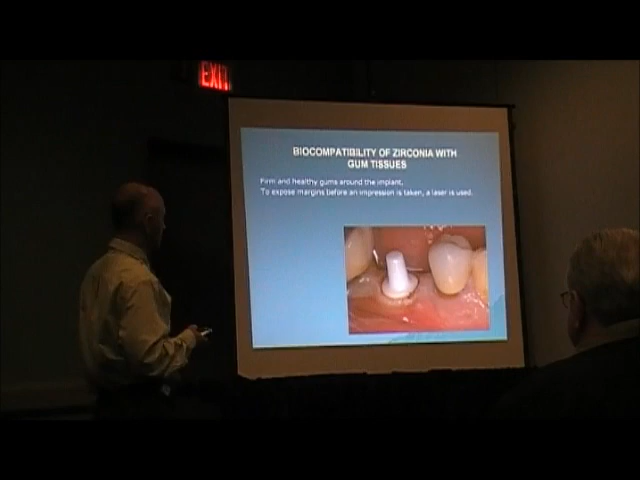 EXIT
BIOCOMPATIBILITY OF ZIRCONIA WITH
GUM TISSUES
Firm and healthy gums around the implant.
To expose margins before an impression is taken, a laser is used.